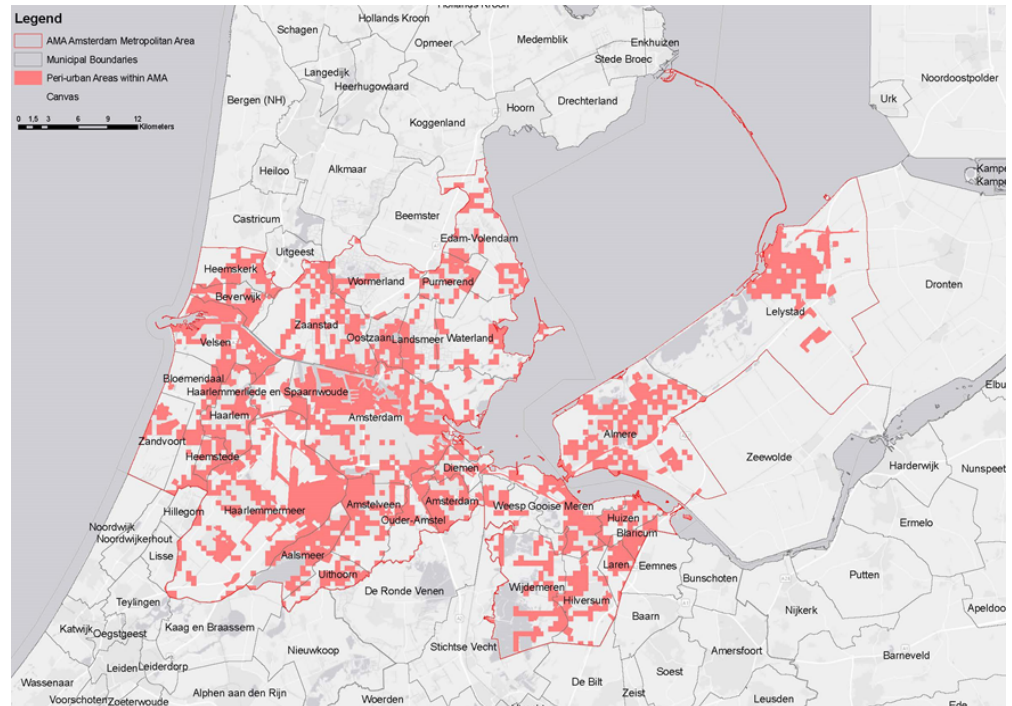 Legend
AMA Amsterdam Metropolitan Area
Municipal Boundaries
Peri-urban Areas within AMA
Canvas
0 1,5 3 6 9 12
Kilometers
Hollands Kroon
Schagen
Hollands Kroon
Opmeer
Medemblik
Enkhuizen
Stede Broec
Noordoostpolder
Langedijk
Heerhugowaard
Bergen (NH)
Urk
Hoorn
Drechterland
Koggenland
Heiloo
Alkmaar
Kampe
Kampe
Castricum
Beemster
Edam-Volendam
Uitgeest
Heemskerk
Wormerland
Purmerend
Dronten
Beverwijk
Lelystad
Zaanstad
Velsen
Oostzaan
Landsmeer
Waterland
Elbu
Bloemendaal
Haarlemmerliede en Spaarnwoude
Haarlem
Amsterdam
Almere
Zandvoort
Heemstede
Zeewolde
Diemen
Harderwijk
Nunspeet
Hillegom
Haarlemmermeer
Amstelveen
Amsterdam
Weesp
Gooise Meren
Ouder-Amstel
Huizen
Blaricum
Ermelo
Noordwijk
Noordwijkerhout
Lisse
Aalsmeer
Laren
Eemnes
Uithoorn
Bunschoten
Putten
De Ronde Venen
Wijdemeren
Hilversum
Teylingen
Nijkerk
Apeldoo
Baarn
Katwijk
Oegstgeest
Kaag en Braassem
Stichtse Vecht
Amersfoort
Nieuwkoop
Barneveld
Leiden
Leiderdorp
Soest
Wassenaar
De Bilt
Zeist
Alphen aan den Rijn
Woerden
Leusden
Voorschoten
Zoeterwoude
Ede